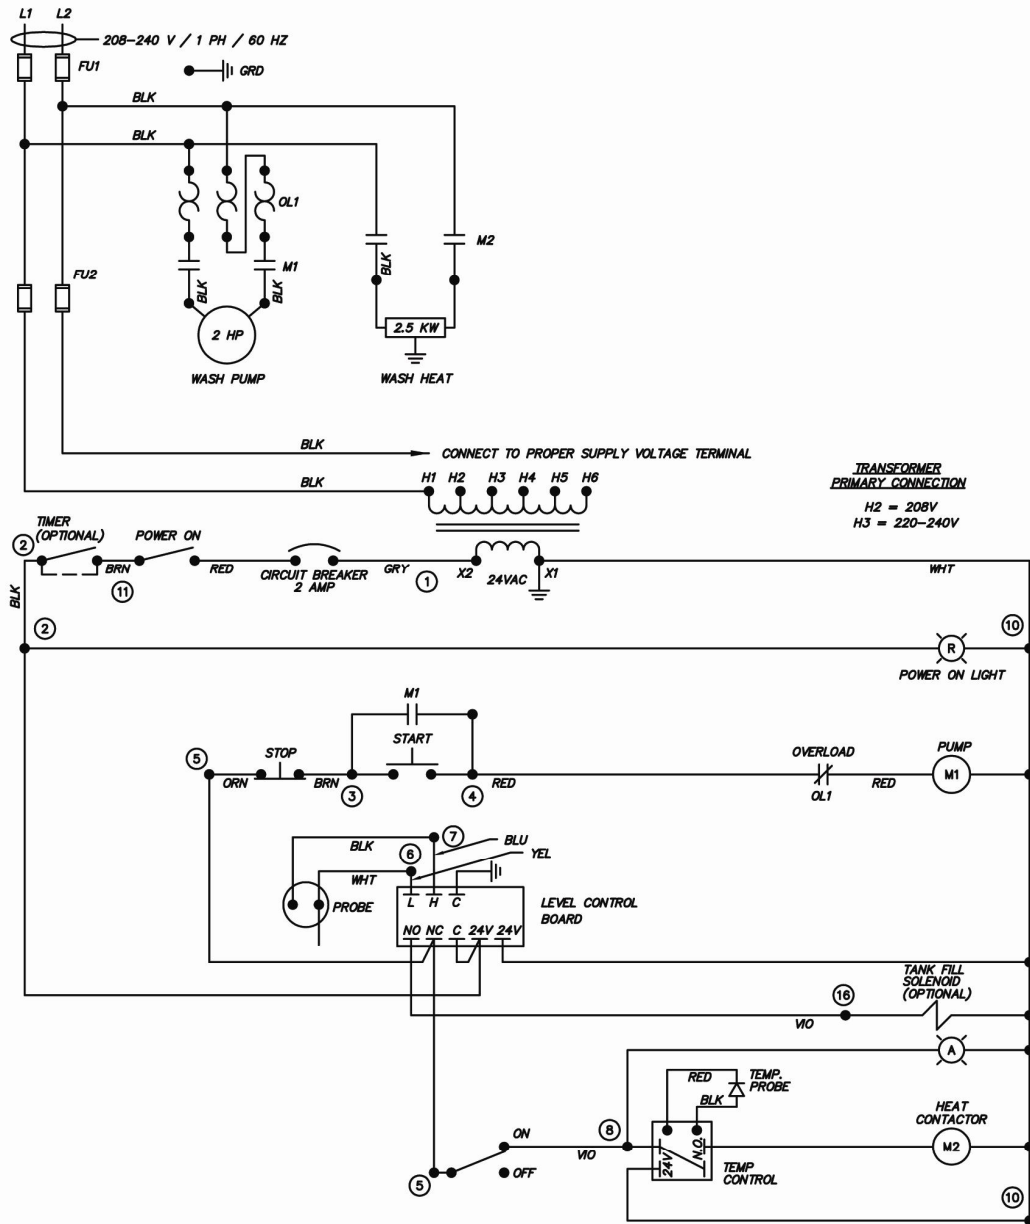 L1 L2
208-240 V / 1 PH / 60 HZ
FU1
GRD
BLK
BLK
OL1
M2
BLK
M1
FU2
BLK
BLK
2 HP
2.5 KW
WASH PUMP
WASH HEAT
BLK
CONNECT TO PROPER SUPPLY VOLTAGE TERMINAL
BLK
H1 H2 H3 H4 H5 H6
TRANSFORMER
PRIMARY CONNECTION
H2 = 208V
H3 = 220-240V
TIMER
(OPTIONAL)
POWER ON
2
BRN
RED
CIRCUIT BREAKER
2 AMP
GRY
X2
24VAC
X1
WHT
11
1
BLK
2
10
R
POWER ON LIGHT
M1
START
5
STOP
OVERLOAD
PUMP
ORN
BRN
RED
RED
M1
3
4
OL1
7
BLK
BLU
6
YEL
WHT
PROBE
L H C
LEVEL CONTROL
BOARD
NO NC C 24V 24V
TANK FILL
SOLENOID
(OPTIONAL)
16
VIO
A
RED
TEMP.
PROBE
BLK
HEAT
CONTACTOR
8
ON
VIO
24V
N.O.
M2
TEMP
CONTROL
5
OFF
10